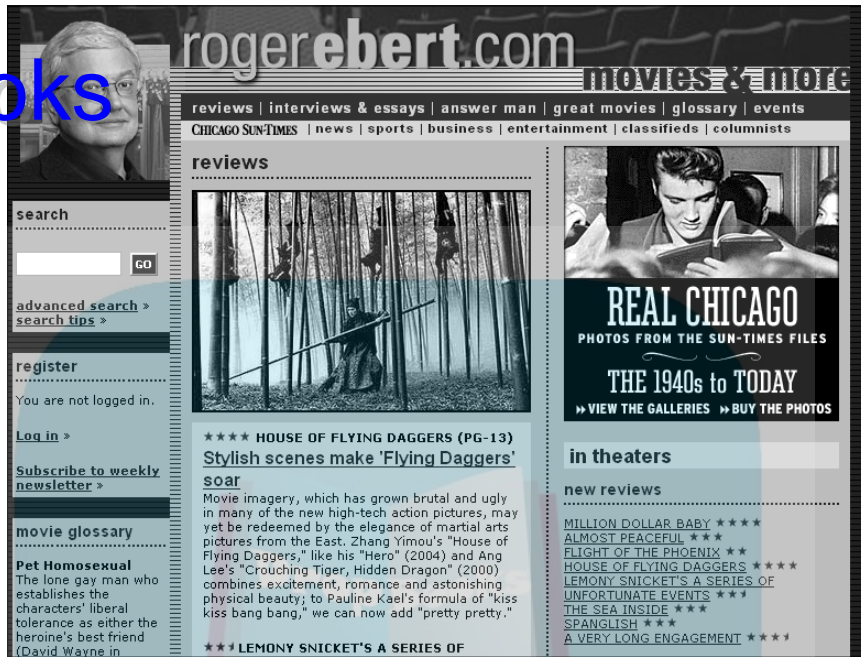 rogerebert.com
movies & more
oks
reviews | interviews & essays | answer man | great movies | glossary | events
CHICAGO SUN-TIMES | news | sports | business | entertainment | classifieds | columnists
search
GO
advanced search »
search tips »
register
You are not logged in.
Log in »
Subscribe to weekly
newsletter »
movie glossary
Pet Homosexual
The lone gay man who
establishes the
characters' liberal
tolerance as either the
heroine's best friend
(David Wayne in
reviews
★★★★ HOUSE OF FLYING DAGGERS (PG-13)
Stylish scenes make 'Flying Daggers'
soar
Movie imagery, which has grown brutal and ugly
in many of the new high-tech action pictures, may
yet be redeemed by the elegance of martial arts
pictures from the East. Zhang Yimou's "House of
Flying Daggers," like his "Hero" (2004) and Ang
Lee's "Crouching Tiger, Hidden Dragon" (2000)
combines excitement, romance and astonishing
physical beauty; to Pauline Kael's formula of "kiss
kiss bang bang," we can now add "pretty pretty."
LEMONY SNICKET'S A SERIES OF
REAL CHICAGO
PHOTOS FROM THE SUN-TIMES FILES
THE 1940s to TODAY
»VIEW THE GALLERIES »BUY THE PHOTOS
in theaters
new reviews
MILLION DOLLAR BABY ★★★★
ALMOST PEACEFUL ★★★
FLIGHT OF THE PHOENIX ★★
HOUSE OF FLYING DAGGERS ★★★★
LEMONY SNICKET'S A SERIES OF
UNFORTUNATE EVENTS ★★½
THE SEA INSIDE ★★★
SPANGLISH ★★★
A VERY LONG ENGAGEMENT ★★★½